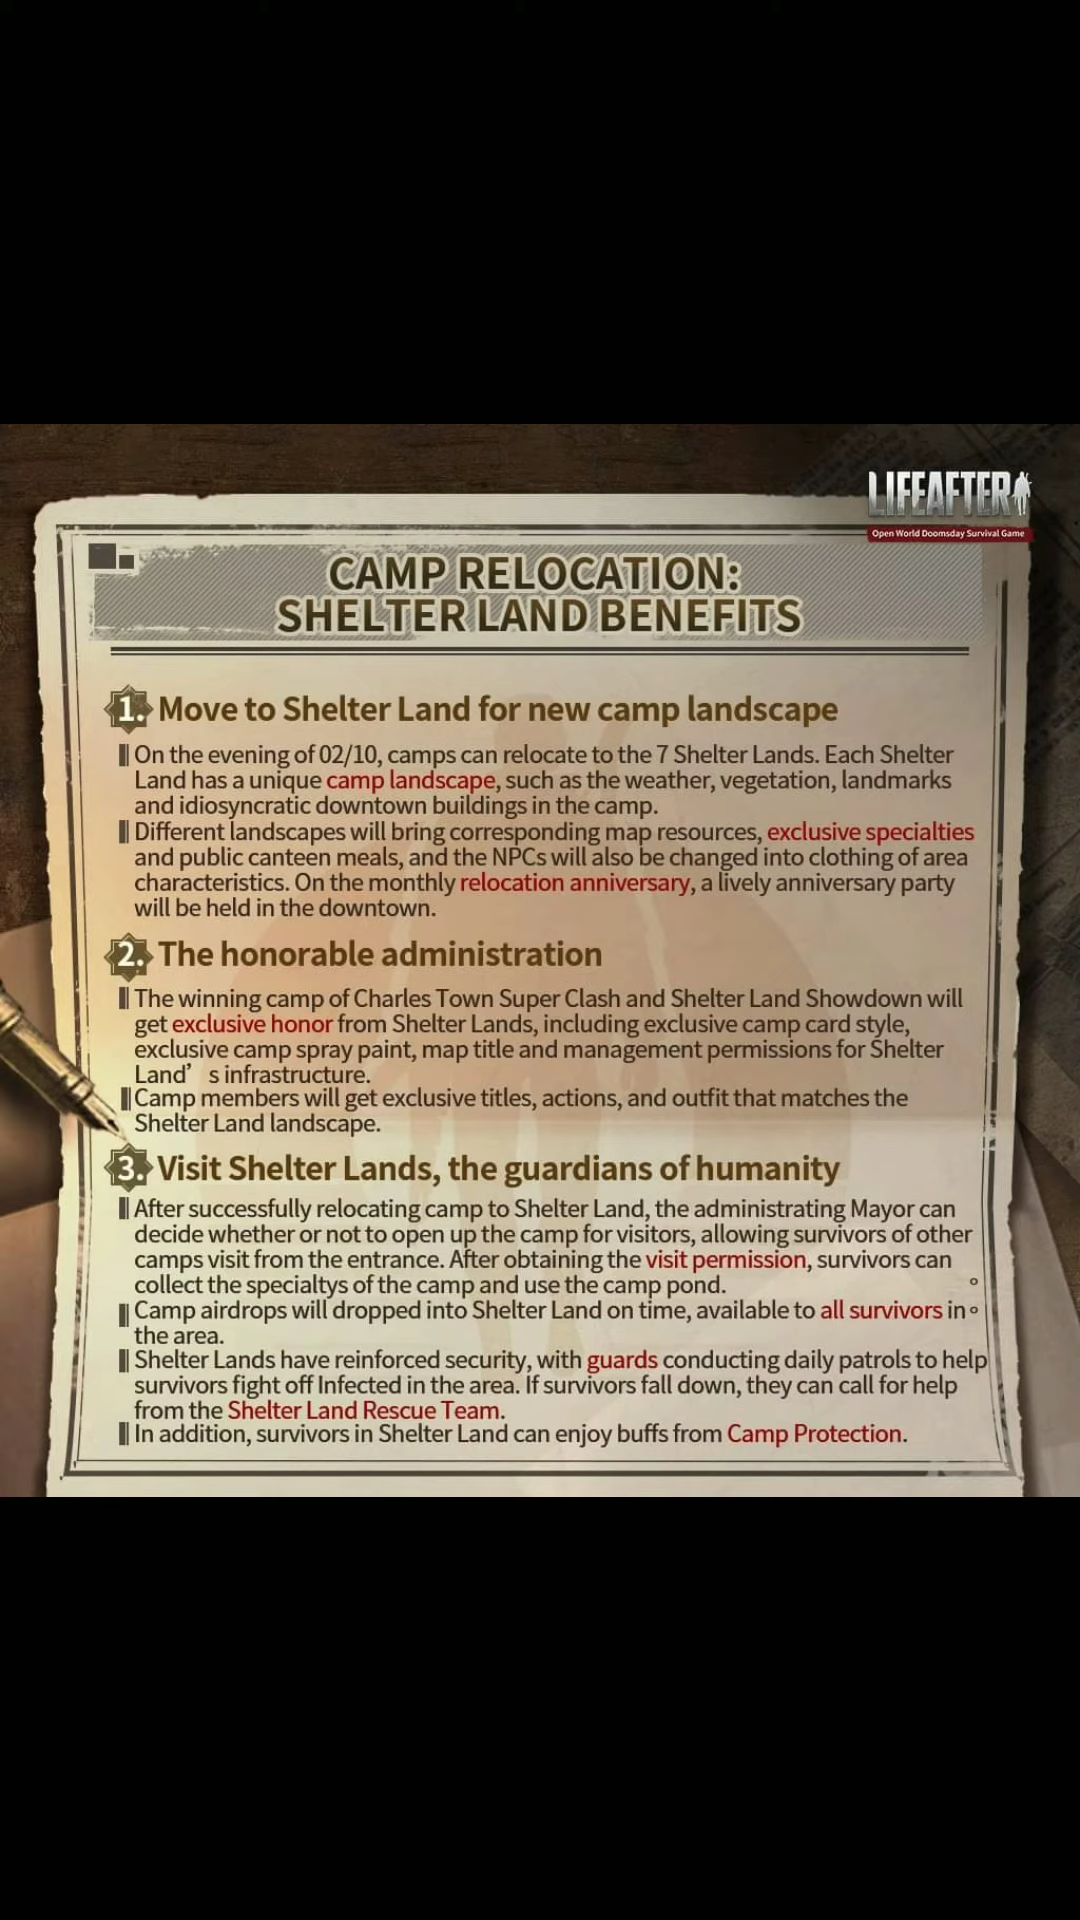 LIFEAFTER
Open World Doomsday Survival Game
CAMP RELOCATION:
SHELTER LAND BENEFITS
1. Move to Shelter Land for new camp landscape
On the evening of 02/10, camps can relocate to the 7 Shelter Lands. Each Shelter
Land has a unique camp landscape, such as the weather, vegetation, landmarks
and idiosyncratic downtown buildings in the camp.
Different landscapes will bring corresponding map resources, exclusive specialties
and public canteen meals, and the NPCs will also be changed into clothing of area
characteristics. On the monthly relocation anniversary, a lively anniversary party
will be held in the downtown.
2. The honorable administration
The winning camp of Charles Town Super Clash and Shelter Land Showdown will
get exclusive honor from Shelter Lands, including exclusive camp card style,
exclusive camp spray paint, map title and management permissions for Shelter
Land’ s infrastructure.
Camp members will get exclusive titles, actions, and outfit that matches the
Shelter Land landscape.
3. Visit Shelter Lands, the guardians of humanity
After successfully relocating camp to Shelter Land, the administrating Mayor can
decide whether or not to open up the camp for visitors, allowing survivors of other
camps visit from the entrance. After obtaining the visit permission, survivors can
collect the specialtys of the camp and use the camp pond. 。
Camp airdrops will dropped into Shelter Land on time, available to all survivors in 。
the area.
Shelter Lands have reinforced security, with guards conducting daily patrols to help
survivors fight off Infected in the area. If survivors fall down, they can call for help
from the Shelter Land Rescue Team.
In addition, survivors in Shelter Land can enjoy buffs from Camp Protection.